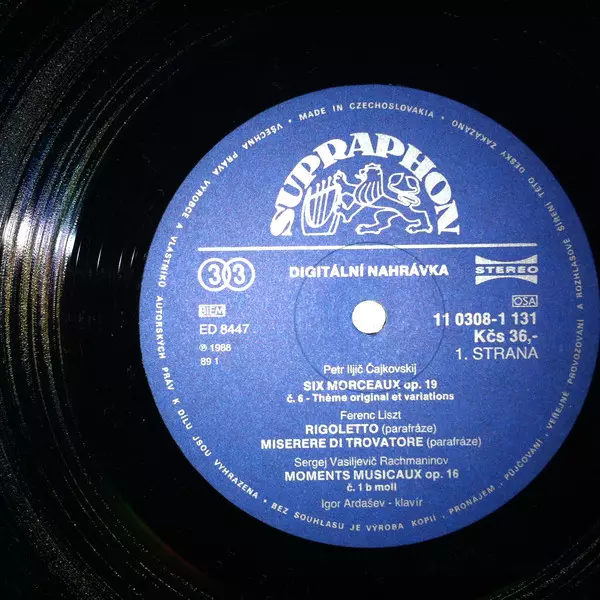 • VŠECHNA PRÁVA VÝROBCE A VLASTNÍKŮ AUTORSKÝCH PRÁV K DÍLU JSOU VYHRAZENA • BEZ SOUHLASU JE VÝROBA KOPIÍ, PRONÁJEM, PŮJČOVÁNÍ, VEŘEJNÉ PROVOZOVÁNÍ A ROZHLASOVÉ ŠÍŘENÍ TÉTO DESKY ZAKÁZÁNO • MADE IN CZECHOSLOVAKIA
SUPRAPHON
33 DIGITÁLNÍ NAHRÁVKA STEREO
BIEM OSA
ED 8447 11 0308-1 131
℗ 1988 Kčs 36,-
89 1 1. STRANA
Petr Iljič Čajkovskij
SIX MORCEAUX op. 19
č. 6 - Thème original et variations
Ferenc Liszt
RIGOLETTO (parafráze)
MISERERE DI TROVATORE (parafráze)
Sergej Vasiljevič Rachmaninov
MOMENTS MUSICAUX op. 16
č. 1 b moll
Igor Ardašev - klavír